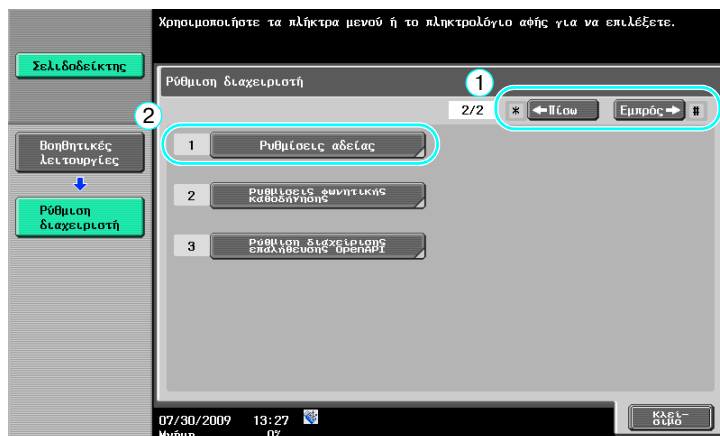 Χρησιμοποιήστε τα πλήκτρα μενού ή το πληκτρολόγιο αφής για να επιλέξετε.
Σελιδοδείκτης
Ρύθμιση διαχειριστή
1
2/2 * Πίσω Εμπρός #
2
Βοηθητικές
λειτουργίες
1 Ρυθμίσεις αδείας
2 Ρυθμίσεις φωνητικής
καθοδήγησης
Ρύθμιση
διαχειριστή
3 Ρύθμιση διαχείρισης
επαλήθευσης OpenAPI
07/30/2009 13:27
Μνήμη 0%
Κλεί-
σιμο